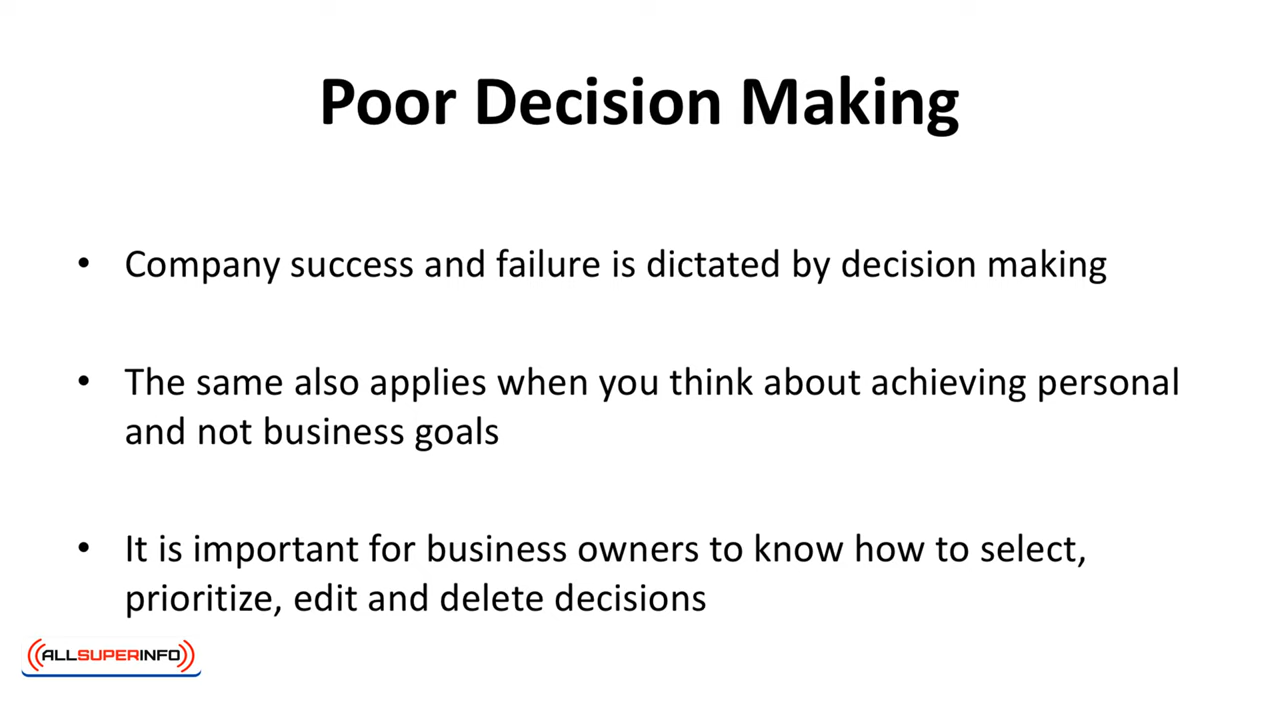 Poor Decision Making
• Company success and failure is dictated by decision making
• The same also applies when you think about achieving personal
and not business goals
• It is important for business owners to know how to select,
prioritize, edit and delete decisions
ALLSUPERINFO